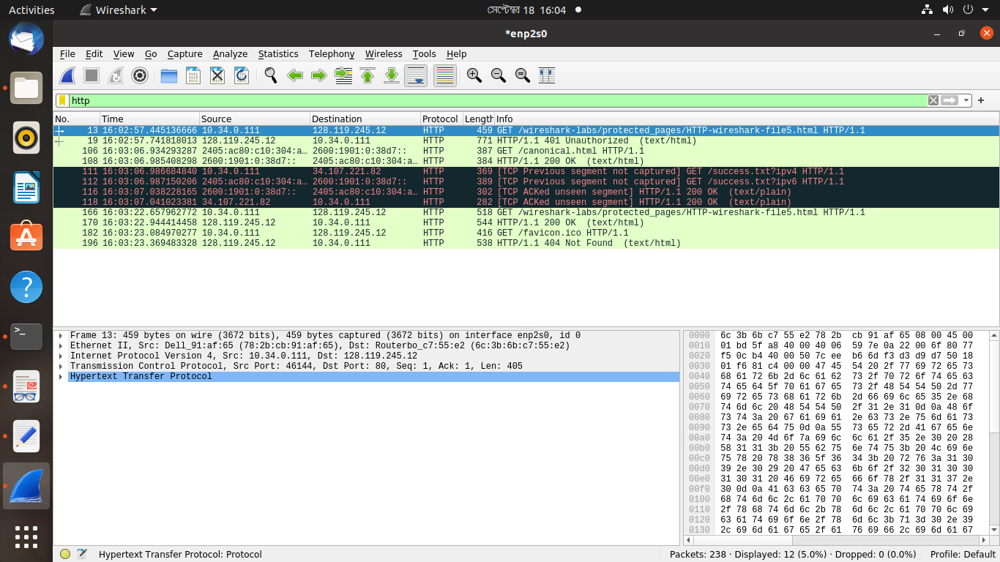 Activities Wireshark সেপ্টেম্বর 18 16:04
*enp2s0
File Edit View Go Capture Analyze Statistics Telephony Wireless Tools Help
http
No. Time Source Destination Protocol Length Info
13 16:02:57.445136666 10.34.0.111 128.119.245.12 HTTP 459 GET /wireshark-labs/protected_pages/HTTP-wireshark-file5.html HTTP/1.1
19 16:02:57.741818013 128.119.245.12 10.34.0.111 HTTP 771 HTTP/1.1 401 Unauthorized (text/html)
106 16:03:06.934293287 2405:ac80:c10:304:a… 2600:1901:0:38d7:: HTTP 387 GET /canonical.html HTTP/1.1
108 16:03:06.985408298 2600:1901:0:38d7:: 2405:ac80:c10:304:a… HTTP 384 HTTP/1.1 200 OK (text/html)
111 16:03:06.986684840 10.34.0.111 34.107.221.82 HTTP 369 [TCP Previous segment not captured] GET /success.txt?ipv4 HTTP/1.1
112 16:03:06.987150206 2405:ac80:c10:304:a… 2600:1901:0:38d7:: HTTP 389 [TCP Previous segment not captured] GET /success.txt?ipv6 HTTP/1.1
116 16:03:07.038228165 2600:1901:0:38d7:: 2405:ac80:c10:304:a… HTTP 302 [TCP ACKed unseen segment] HTTP/1.1 200 OK (text/plain)
118 16:03:07.041023381 34.107.221.82 10.34.0.111 HTTP 282 [TCP ACKed unseen segment] HTTP/1.1 200 OK (text/plain)
166 16:03:22.657962772 10.34.0.111 128.119.245.12 HTTP 518 GET /wireshark-labs/protected_pages/HTTP-wireshark-file5.html HTTP/1.1
170 16:03:22.944414458 128.119.245.12 10.34.0.111 HTTP 544 HTTP/1.1 200 OK (text/html)
182 16:03:23.084970277 10.34.0.111 128.119.245.12 HTTP 416 GET /favicon.ico HTTP/1.1
196 16:03:23.369483328 128.119.245.12 10.34.0.111 HTTP 538 HTTP/1.1 404 Not Found (text/html)
Frame 13: 459 bytes on wire (3672 bits), 459 bytes captured (3672 bits) on interface enp2s0, id 0
Ethernet II, Src: Dell_91:af:65 (78:2b:cb:91:af:65), Dst: Routerbo_c7:55:e2 (6c:3b:6b:c7:55:e2)
Internet Protocol Version 4, Src: 10.34.0.111, Dst: 128.119.245.12
Transmission Control Protocol, Src Port: 46144, Dst Port: 80, Seq: 1, Ack: 1, Len: 405
Hypertext Transfer Protocol
0000 6c 3b 6b c7 55 e2 78 2b cb 91 af 65 08 00 45 00
0010 01 bd 5f a8 40 00 40 06 59 7e 0a 22 00 6f 80 77
0020 f5 0c b4 40 00 50 7c ee b6 6d f3 d3 d9 d7 50 18
0030 01 f6 81 c4 00 00 47 45 54 20 2f 77 69 72 65 73
0040 68 61 72 6b 2d 6c 61 62 73 2f 70 72 6f 74 65 63
0050 74 65 64 5f 70 61 67 65 73 2f 48 54 54 50 2d 77
0060 69 72 65 73 68 61 72 6b 2d 66 69 6c 65 35 2e 68
0070 74 6d 6c 20 48 54 54 50 2f 31 2e 31 0d 0a 48 6f
0080 73 74 3a 20 67 61 69 61 2e 63 73 2e 75 6d 61 73
0090 73 2e 65 64 75 0d 0a 55 73 65 72 2d 41 67 65 6e
00a0 74 3a 20 4d 6f 7a 69 6c 6c 61 2f 35 2e 30 20 28
00b0 58 31 31 3b 20 55 62 75 6e 74 75 3b 20 4c 69 6e
00c0 75 78 20 78 38 36 5f 36 34 3b 20 72 76 3a 31 30
00d0 39 2e 30 29 20 47 65 63 6b 6f 2f 32 30 31 30 30
00e0 31 30 31 20 46 69 72 65 66 6f 78 2f 31 31 37 2e
00f0 30 0d 0a 41 63 63 65 70 74 3a 20 74 65 78 74 2f
0100 68 74 6d 6c 2c 61 70 70 6c 69 63 61 74 69 6f 6e
0110 2f 78 68 74 6d 6c 2b 78 6d 6c 2c 61 70 70 6c 69
0120 63 61 74 69 6f 6e 2f 78 6d 6c 3b 71 3d 30 2e 39
0130 2c 69 6d 61 67 65 2f 61 76 69 66 2c 69 6d 61 67
Hypertext Transfer Protocol: Protocol Packets: 238 · Displayed: 12 (5.0%) · Dropped: 0 (0.0%) Profile: Default